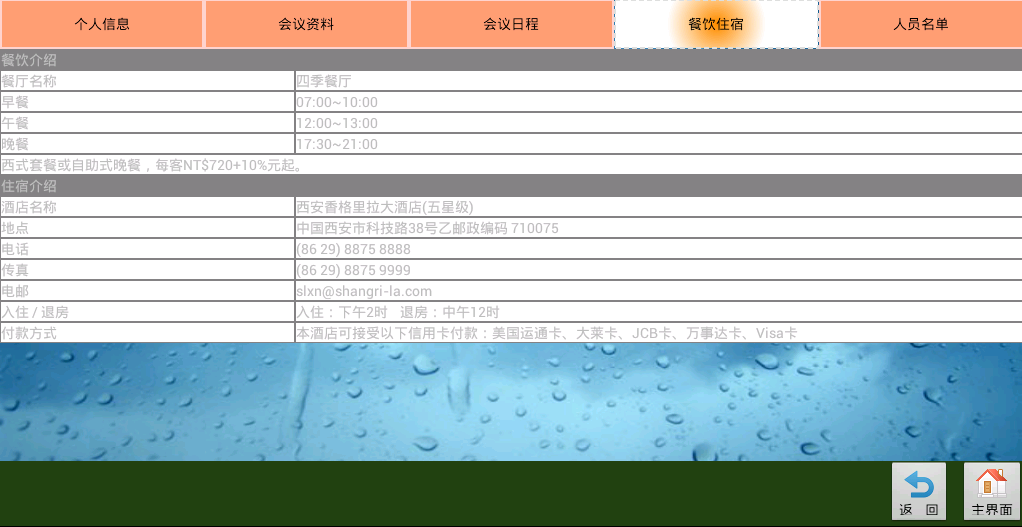 个人信息 会议资料 会议日程 餐饮住宿 人员名单
餐饮介绍
餐厅名称 四季餐厅
早餐 07:00~10:00
午餐 12:00~13:00
晚餐 17:30~21:00
西式套餐或自助式晚餐，每客NT$720+10%元起。
住宿介绍
酒店名称 西安香格里拉大酒店(五星级)
地点 中国西安市科技路38号乙邮政编码 710075
电话 (86 29) 8875 8888
传真 (86 29) 8875 9999
电邮 slxn@shangri-la.com
入住 / 退房 入住：下午2时 退房：中午12时
付款方式 本酒店可接受以下信用卡付款：美国运通卡、大莱卡、JCB卡、万事达卡、Visa卡
返 回 主界面